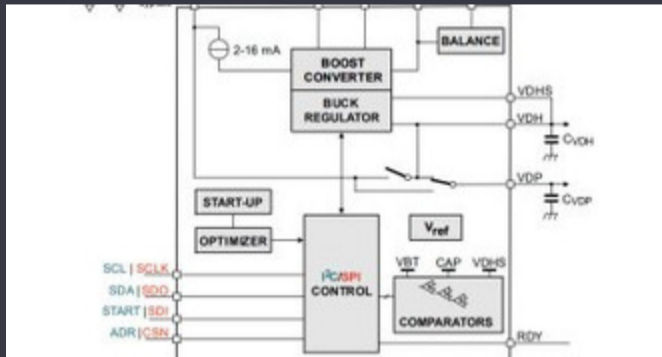 2-16 mA
BALANCE
BOOST
CONVERTER
BUCK
REGULATOR
VDHS
VDH
CVDH
VDP
CVDP
START-UP
OPTIMIZER
Vref
SCL | SCLK
SDA | SDO
START | SDI
ADR | CSN
I²C/SPI
CONTROL
VBT CAP VDHS
COMPARATORS
RDY